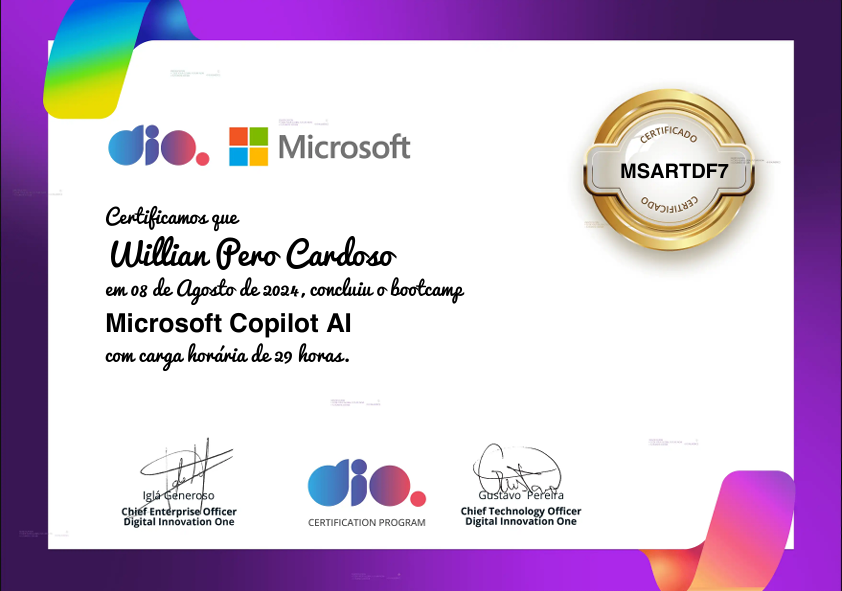 dio.
Microsoft
CERTIFICADO
MSARTDF7
CERTIFICADO
Certificamos que
Willian Pero Cardoso
em 08 de Agosto de 2024, concluiu o bootcamp
Microsoft Copilot AI
com carga horária de 29 horas.
Iglá Generoso
Chief Enterprise Officer
Digital Innovation One
dio.
CERTIFICATION PROGRAM
Gustavo Pereira
Chief Technology Officer
Digital Innovation One